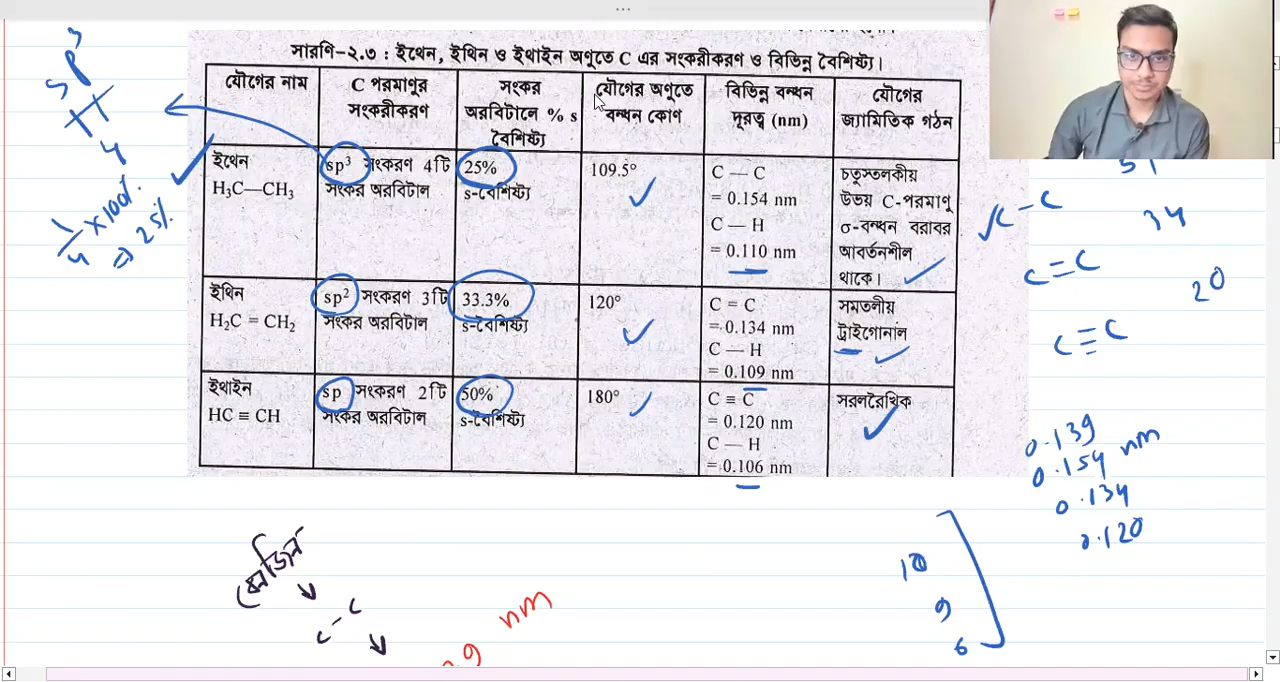 সারণি-২.৩ : ইথেন, ইথিন ও ইথাইন অণুতে C এর সংকরীকরণ ও বিভিন্ন বৈশিষ্ট্য।
যৌগের নাম
C পরমাণুর
সংকরীকরণ
সংকর
অরবিটালে % s
বৈশিষ্ট্য
যৌগের অণুতে
বন্ধন কোণ
বিভিন্ন বন্ধন
দূরত্ব (nm)
যৌগের
জ্যামিতিক গঠন
ইথেন
H₃C—CH₃
sp³ সংকরণ 4টি
সংকর অরবিটাল
25%
s-বৈশিষ্ট্য
109.5°
C — C
= 0.154 nm
C — H
= 0.110 nm
চতুস্তলকীয়
উভয় C-পরমাণু
σ-বন্ধন বরাবর
আবর্তনশীল
থাকে।
ইথিন
H₂C = CH₂
sp² সংকরণ 3টি
সংকর অরবিটাল
33.3%
s-বৈশিষ্ট্য
120°
C = C
= 0.134 nm
C — H
= 0.109 nm
সমতলীয়
ট্রাইগোনাল
ইথাইন
HC ≡ CH
sp সংকরণ 2টি
সংকর অরবিটাল
50%
s-বৈশিষ্ট্য
180°
C ≡ C
= 0.120 nm
C — H
= 0.106 nm
সরলরৈখিক
sp³
4
1/4 × 100%
⇒ 25%
C – C
34
C = C
20
C ≡ C
0.139
0.154 nm
0.134
0.120
বেনজিন
C – C
nm
10
9
6